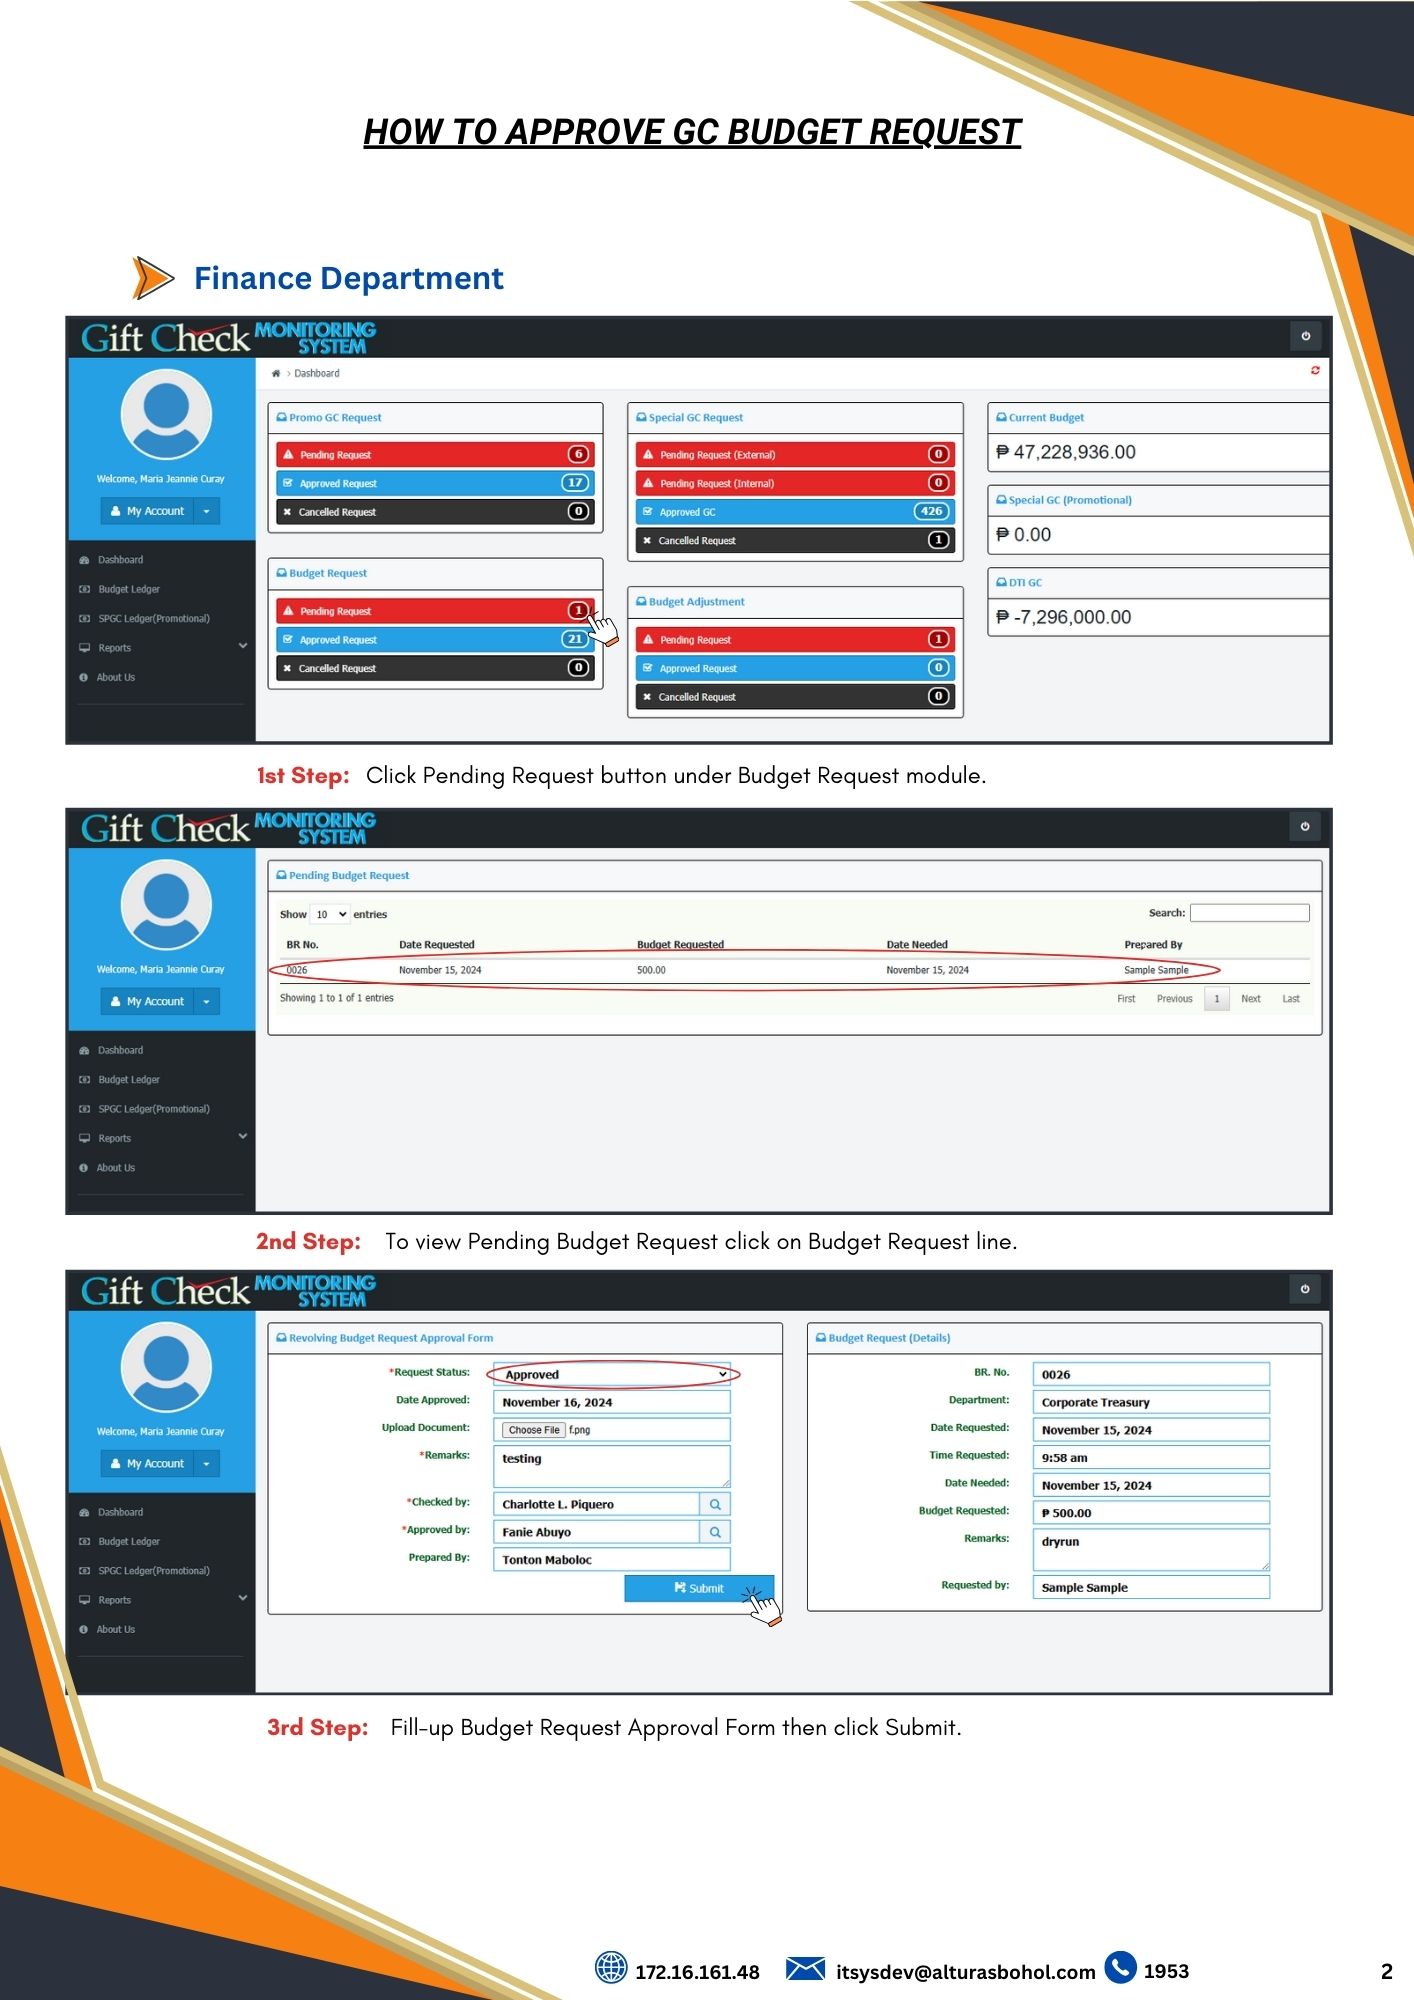 HOW TO APPROVE GC BUDGET REQUEST
Finance Department
Gift Check MONITORING SYSTEM
Welcome, Maria Jeannie Curay
My Account
Dashboard
Budget Ledger
SPGC Ledger(Promotional)
Reports
About Us
> Dashboard
Promo GC Request
Pending Request 6
Approved Request 17
Cancelled Request 0
Budget Request
Pending Request 1
Approved Request 21
Cancelled Request 0
Special GC Request
Pending Request (External) 0
Pending Request (Internal) 0
Approved GC 426
Cancelled Request 1
Budget Adjustment
Pending Request 1
Approved Request 0
Cancelled Request 0
Current Budget
₱ 47,228,936.00
Special GC (Promotional)
₱ 0.00
DTI GC
₱ -7,296,000.00
1st Step: Click Pending Request button under Budget Request module.
Gift Check MONITORING SYSTEM
Welcome, Maria Jeannie Curay
My Account
Dashboard
Budget Ledger
SPGC Ledger(Promotional)
Reports
About Us
Pending Budget Request
Show 10 entries Search:
BR No. Date Requested Budget Requested Date Needed Prepared By
0026 November 15, 2024 500.00 November 15, 2024 Sample Sample
Showing 1 to 1 of 1 entries First Previous 1 Next Last
2nd Step: To view Pending Budget Request click on Budget Request line.
Gift Check MONITORING SYSTEM
Welcome, Maria Jeannie Curay
My Account
Dashboard
Budget Ledger
SPGC Ledger(Promotional)
Reports
About Us
Revolving Budget Request Approval Form
*Request Status: Approved
Date Approved: November 16, 2024
Upload Document: Choose File f.png
*Remarks: testing
*Checked by: Charlotte L. Piquero
*Approved by: Fanie Abuyo
Prepared By: Tonton Maboloc
Submit
Budget Request (Details)
BR. No. 0026
Department: Corporate Treasury
Date Requested: November 15, 2024
Time Requested: 9:58 am
Date Needed: November 15, 2024
Budget Requested: ₱ 500.00
Remarks: dryrun
Requested by: Sample Sample
3rd Step: Fill-up Budget Request Approval Form then click Submit.
172.16.161.48 itsysdev@alturasbohol.com 1953
2